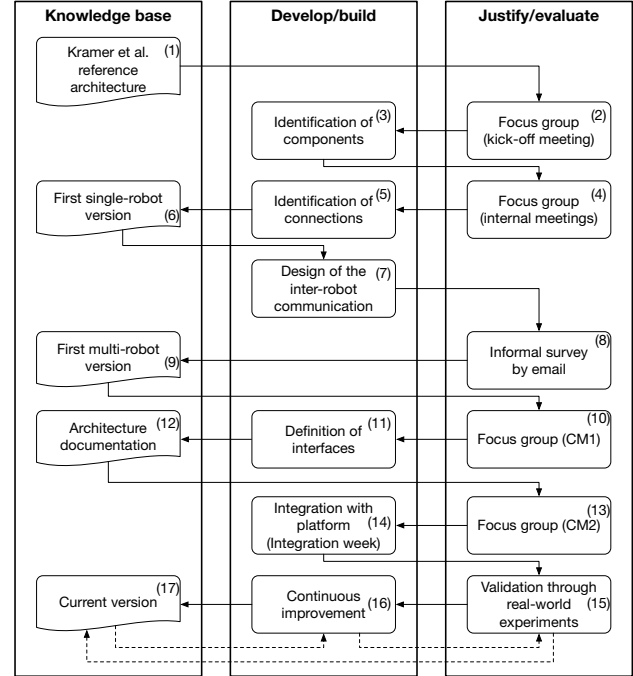 Knowledge base
Develop/build
Justify/evaluate
Kramer et al. (1)
reference
architecture
Focus group (2)
(kick-off meeting)
Identification of (3)
components
Focus group (4)
(internal meetings)
Identification of (5)
connections
First single-robot
version (6)
Design of the (7)
inter-robot
communication
Informal survey (8)
by email
First multi-robot
version (9)
Focus group (CM1) (10)
Definition of (11)
interfaces
Architecture (12)
documentation
Focus group (CM2) (13)
Integration with
platform (14)
(Integration week)
Validation through
real-world (15)
experiments
Continuous
improvement (16)
Current version (17)